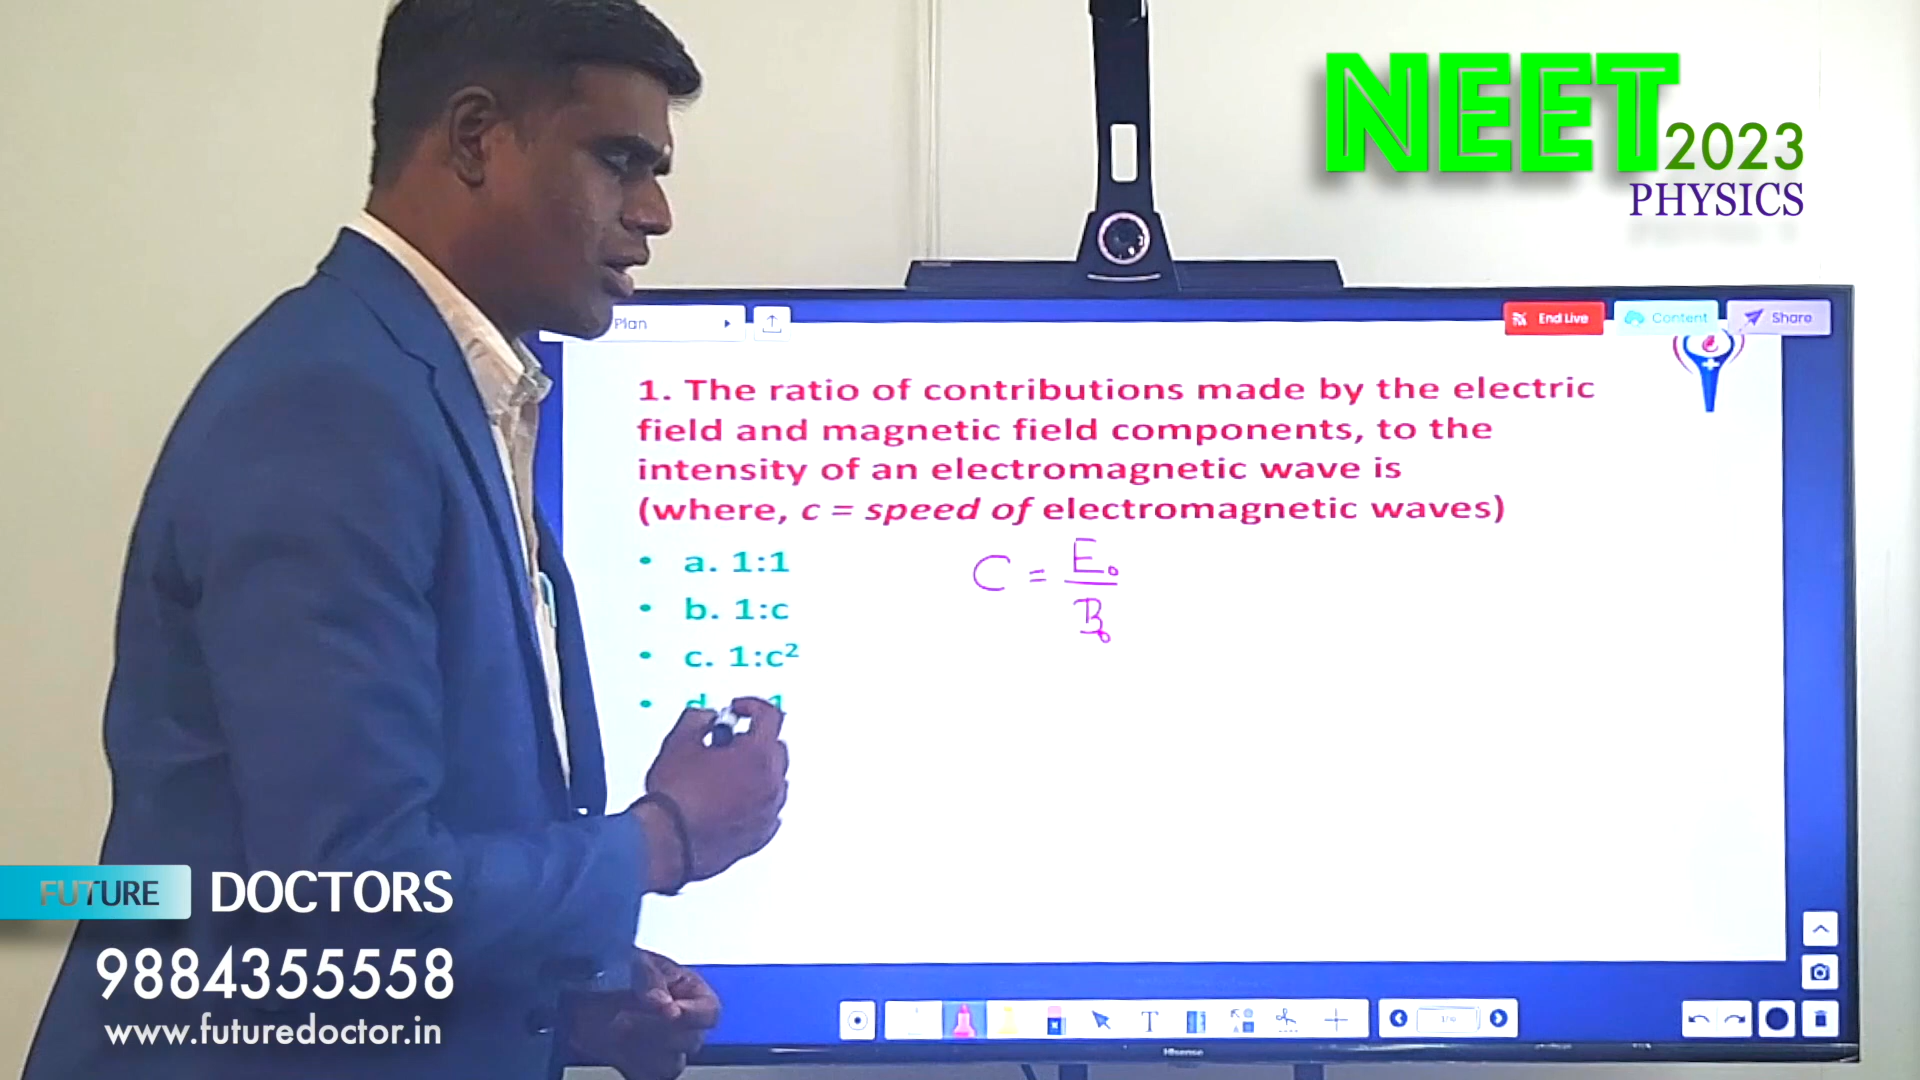 NEET
2023
PHYSICS
Plan
End Live
Content
Share
1. The ratio of contributions made by the electric
field and magnetic field components, to the
intensity of an electromagnetic wave is
(where, c = speed of electromagnetic waves)
• a. 1:1
• b. 1:c
• c. 1:c²
• d. 1
C = E₀ / B₀
FUTURE DOCTORS
9884355558
www.futuredoctor.in
T
Hisense